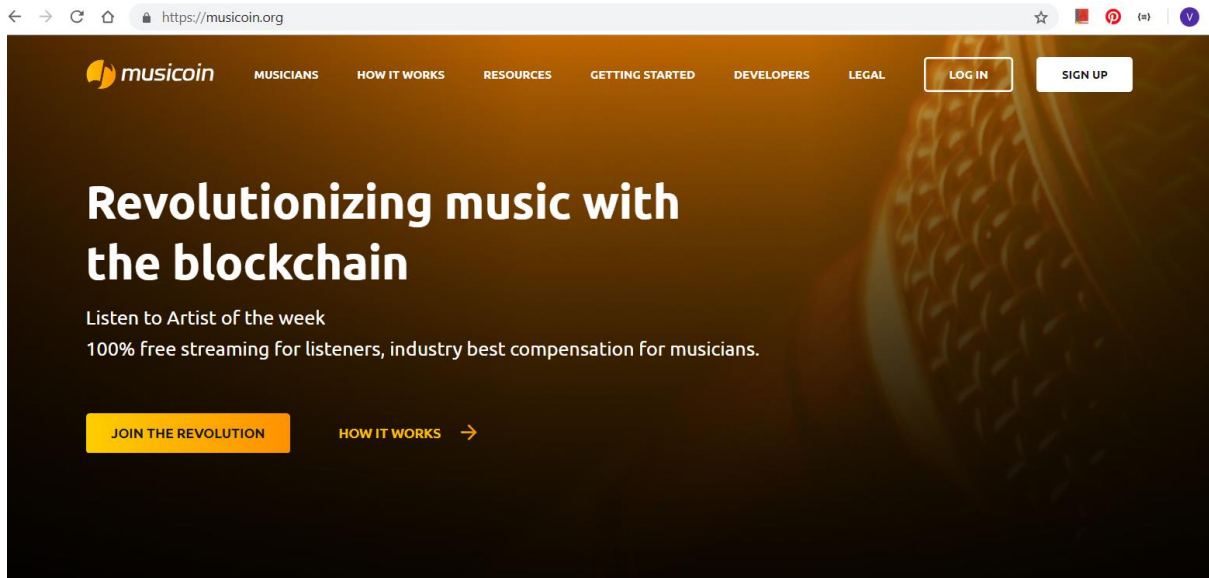 https://musicoin.org
V
musicoin
MUSICIANS
HOW IT WORKS
RESOURCES
GETTING STARTED
DEVELOPERS
LEGAL
LOG IN
SIGN UP
Revolutionizing music with
the blockchain
Listen to Artist of the week
100% free streaming for listeners, industry best compensation for musicians.
JOIN THE REVOLUTION
HOW IT WORKS